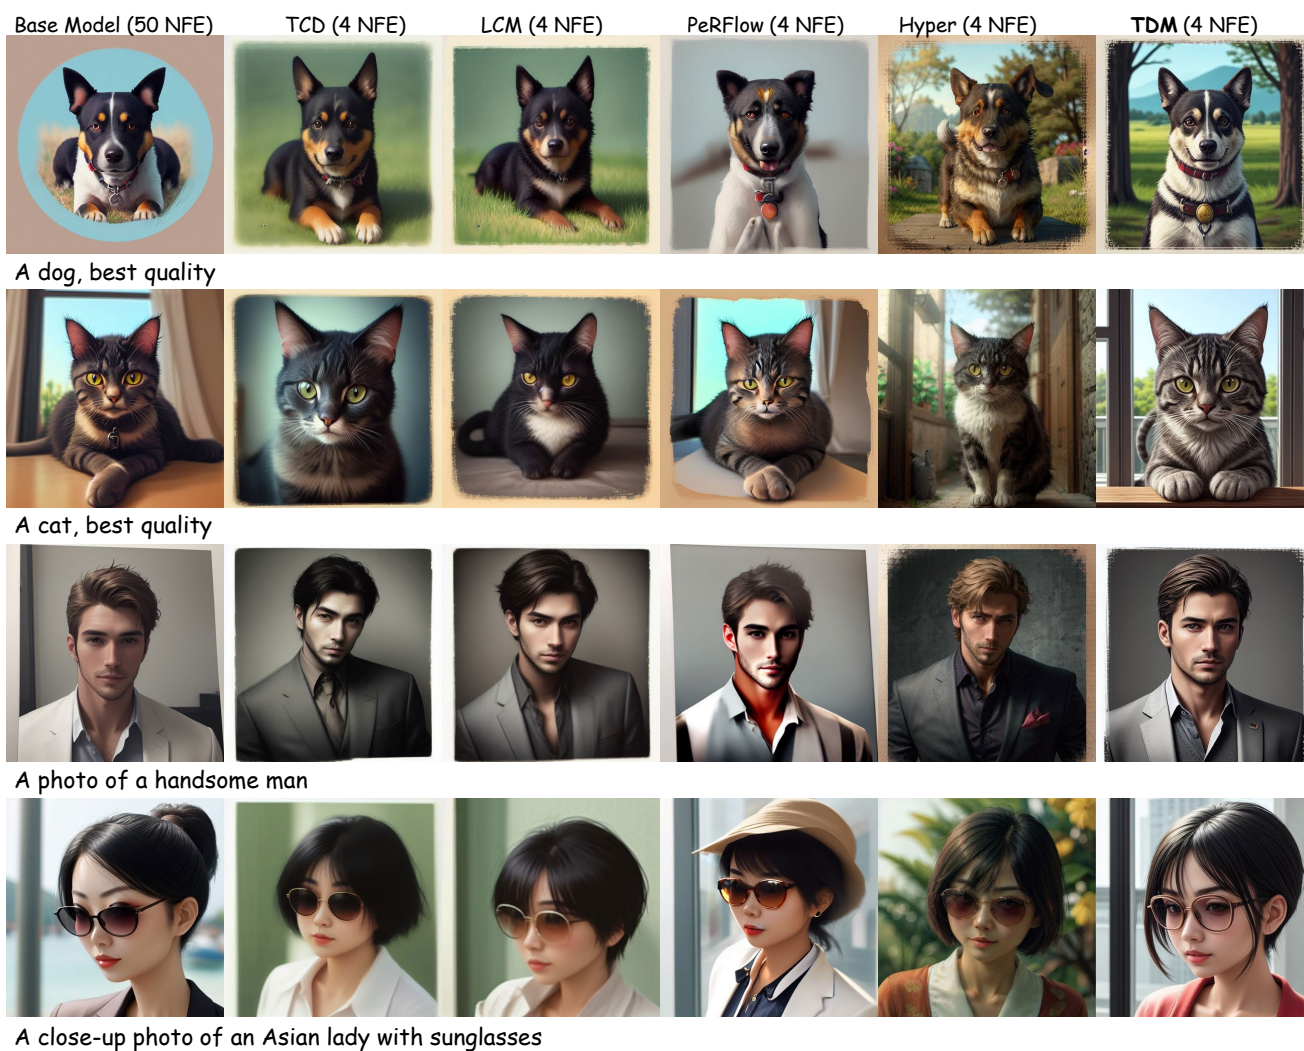 Base Model (50 NFE) TCD (4 NFE) LCM (4 NFE) PeRFlow (4 NFE) Hyper (4 NFE) TDM (4 NFE)
A dog, best quality
A cat, best quality
A photo of a handsome man
A close-up photo of an Asian lady with sunglasses